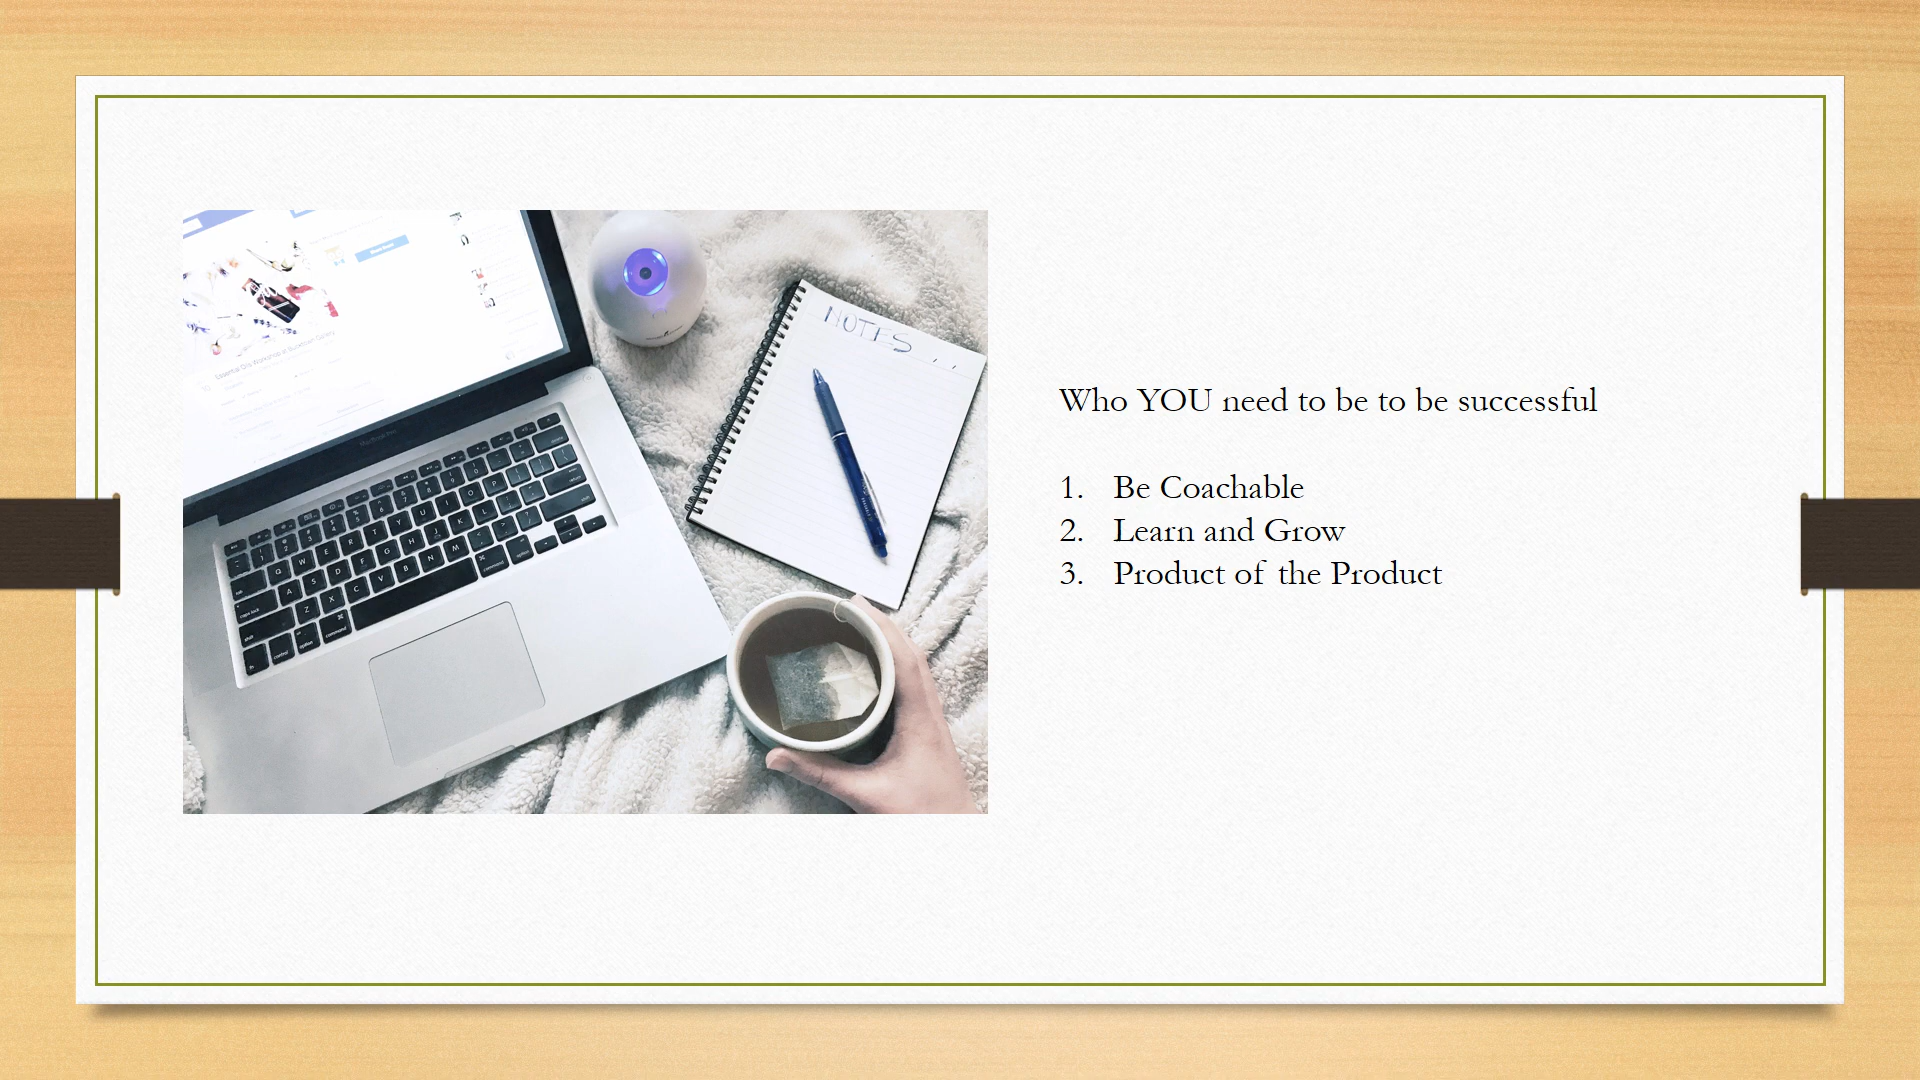 NOTES
Who YOU need to be to be successful
1. Be Coachable
2. Learn and Grow
3. Product of the Product